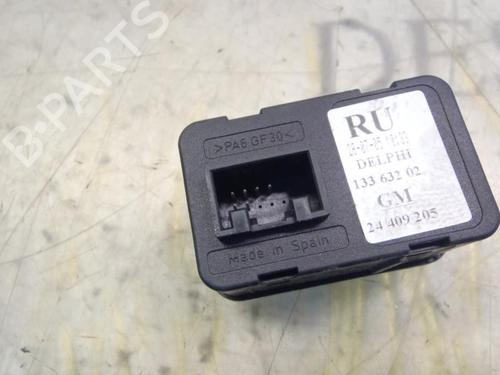 B-PARTS
>PA6 GF30<
Made in Spain
RU
DELPHI
133 632 02
GM
24 409 205